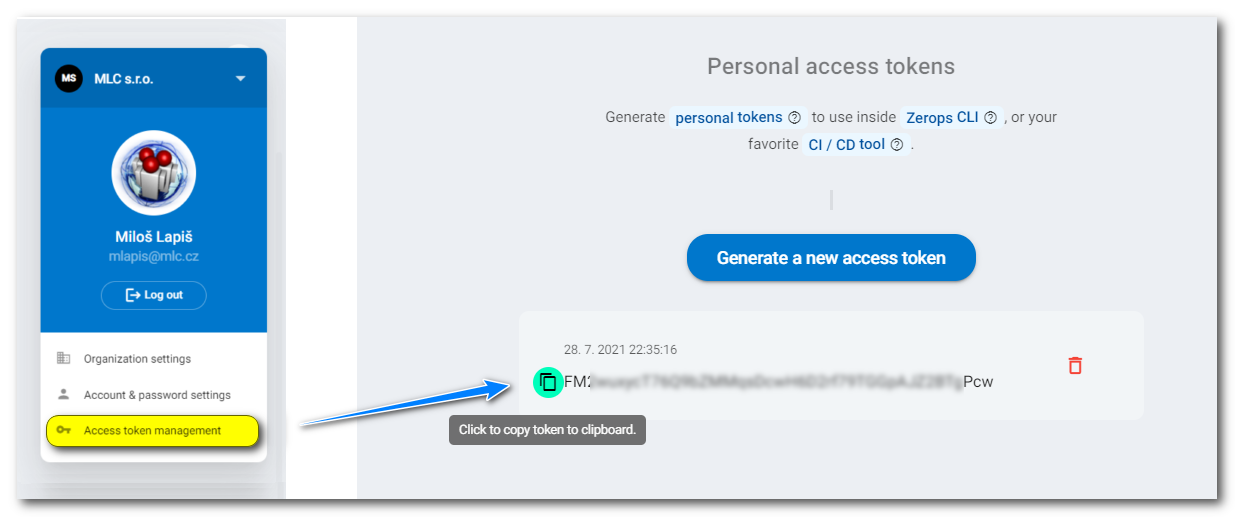 MS MLC s.r.o.
Miloš Lapiš
mlapis@mlc.cz
Log out
Organization settings
Account & password settings
Access token management
Personal access tokens
Generate personal tokens to use inside Zerops CLI , or your
favorite CI / CD tool .
Generate a new access token
28. 7. 2021 22:35:16
FM2 Pcw
Click to copy token to clipboard.